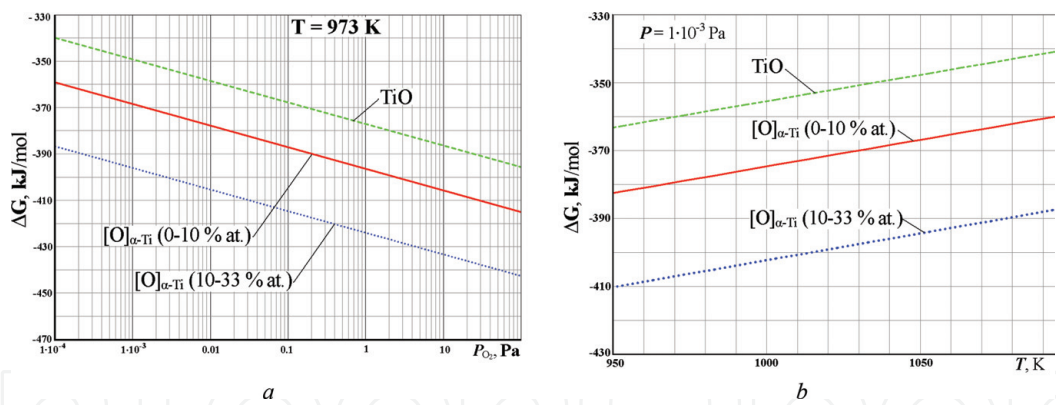 T = 973 K
ΔG, kJ/mol
-330
-350
-370
-390
-410
-430
-450
-470
TiO
[O]α-Ti (0-10 % at.)
[O]α-Ti (10-33 % at.)
1·10⁻⁴
1·10⁻³
0.01
0.1
1
10
P_O₂, Pa
a
P = 1·10⁻³ Pa
ΔG, kJ/mol
-330
-350
-370
-390
-410
-430
TiO
[O]α-Ti (0-10 % at.)
[O]α-Ti (10-33 % at.)
950
1000
1050
T, K
b